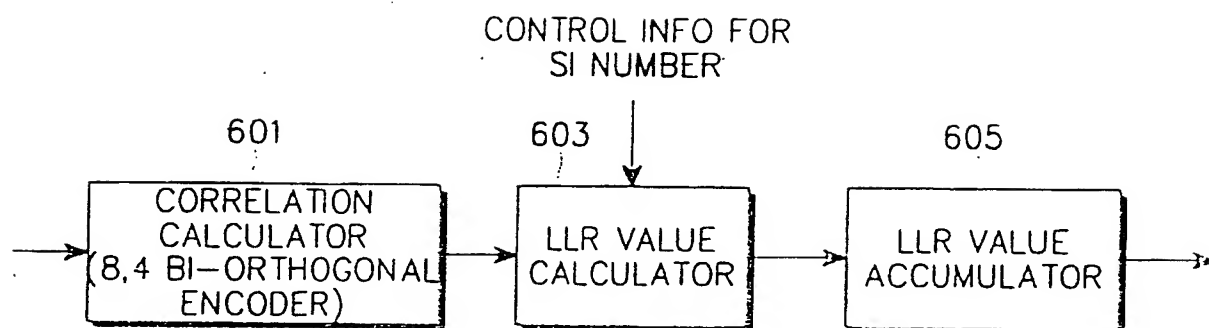 CONTROL INFO FOR
SI NUMBER
601
603
605
CORRELATION
CALCULATOR
(8,4 BI-ORTHOGONAL
ENCODER)
LLR VALUE
CALCULATOR
LLR VALUE
ACCUMULATOR